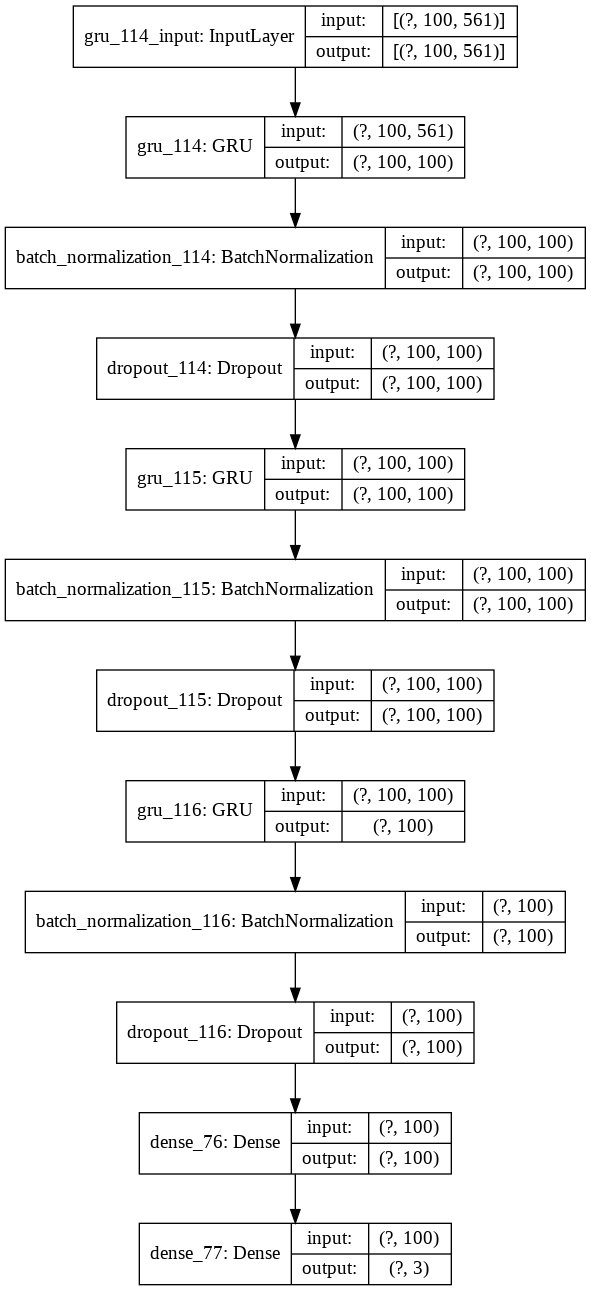 gru_114_input: InputLayer
input: [(?, 100, 561)]
output: [(?, 100, 561)]
gru_114: GRU
input: (?, 100, 561)
output: (?, 100, 100)
batch_normalization_114: BatchNormalization
input: (?, 100, 100)
output: (?, 100, 100)
dropout_114: Dropout
input: (?, 100, 100)
output: (?, 100, 100)
gru_115: GRU
input: (?, 100, 100)
output: (?, 100, 100)
batch_normalization_115: BatchNormalization
input: (?, 100, 100)
output: (?, 100, 100)
dropout_115: Dropout
input: (?, 100, 100)
output: (?, 100, 100)
gru_116: GRU
input: (?, 100, 100)
output: (?, 100)
batch_normalization_116: BatchNormalization
input: (?, 100)
output: (?, 100)
dropout_116: Dropout
input: (?, 100)
output: (?, 100)
dense_76: Dense
input: (?, 100)
output: (?, 100)
dense_77: Dense
input: (?, 100)
output: (?, 3)